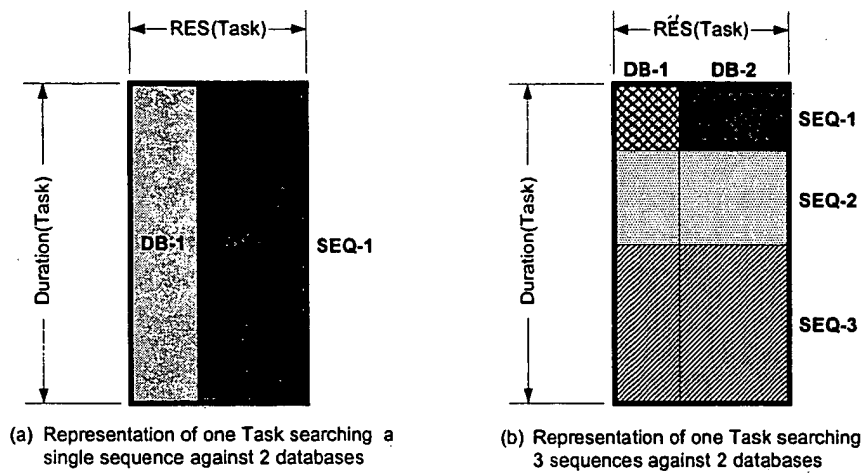 RES(Task)
Duration(Task)
DB-1
SEQ-1
(a) Representation of one Task searching a
single sequence against 2 databases
RES(Task)
DB-1 DB-2
Duration(Task)
SEQ-1
SEQ-2
SEQ-3
(b) Representation of one Task searching
3 sequences against 2 databases